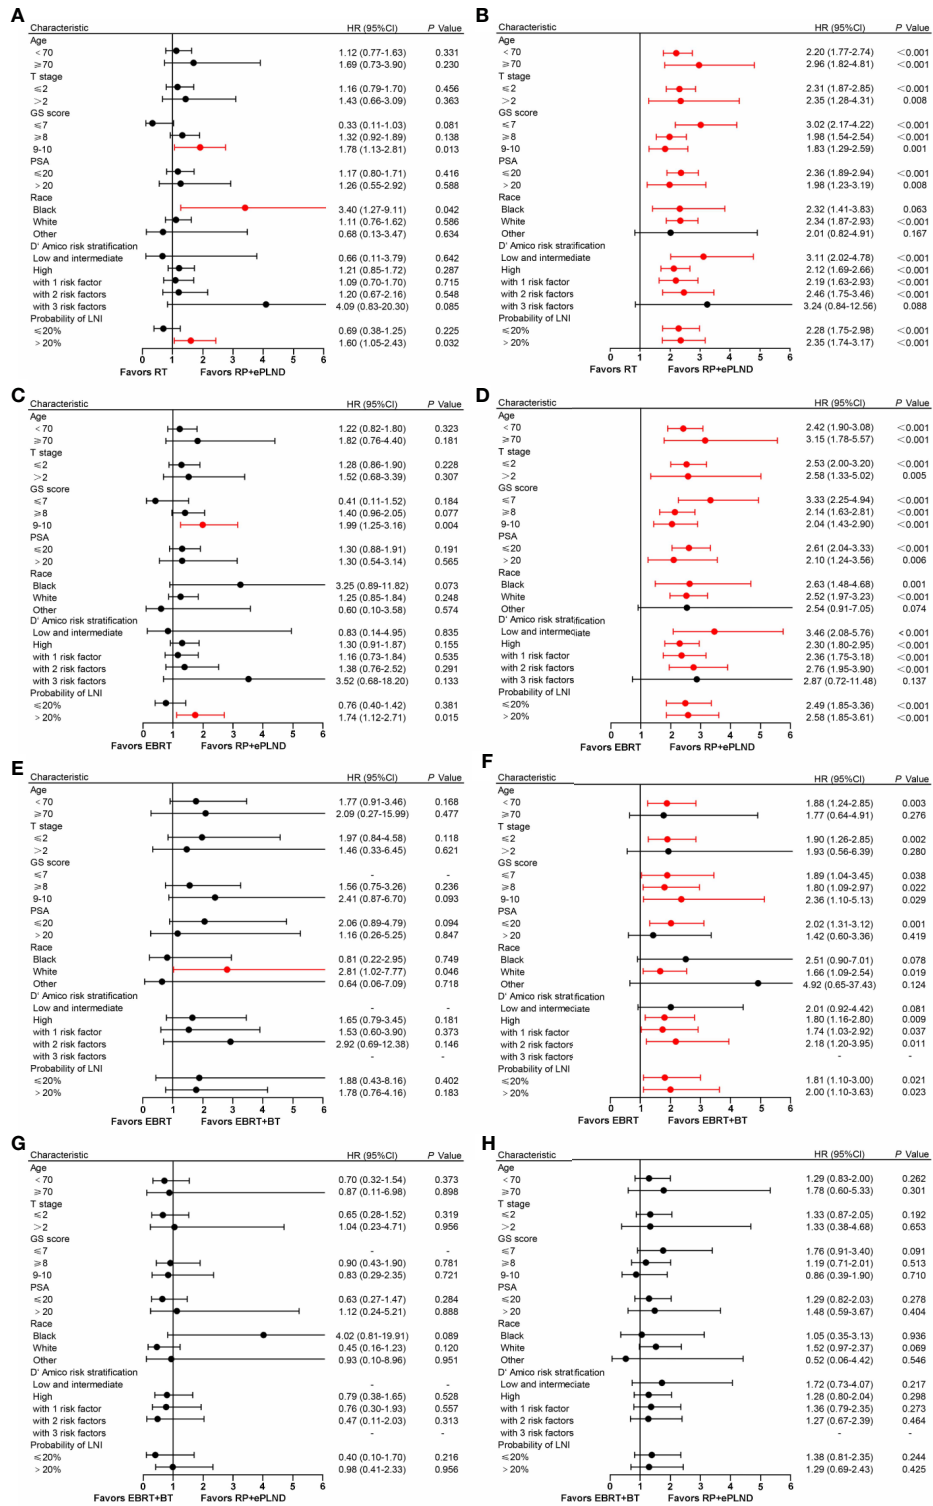 A
Characteristic HR (95%CI) P Value
Age
<70 1.12 (0.77-1.63) 0.331
≥70 1.69 (0.73-3.90) 0.230
T stage
≤2 1.16 (0.79-1.70) 0.456
>2 1.43 (0.66-3.09) 0.363
GS score
≤7 0.33 (0.11-1.03) 0.081
≥8 1.32 (0.92-1.89) 0.138
9-10 1.78 (1.13-2.81) 0.013
PSA
≤20 1.17 (0.80-1.71) 0.416
>20 1.26 (0.55-2.92) 0.588
Race
Black 3.40 (1.27-9.11) 0.042
White 1.11 (0.76-1.62) 0.586
Other 0.68 (0.13-3.47) 0.634
D' Amico risk stratification
Low and intermediate 0.66 (0.11-3.79) 0.642
High 1.21 (0.85-1.72) 0.287
with 1 risk factor 1.09 (0.70-1.70) 0.715
with 2 risk factors 1.20 (0.67-2.16) 0.548
with 3 risk factors 4.09 (0.83-20.30) 0.085
Probability of LNI
≤20% 0.69 (0.38-1.25) 0.225
>20% 1.60 (1.05-2.43) 0.032
0 1 2 3 4 5 6
Favors RT Favors RP+ePLND
B
Characteristic HR (95%CI) P Value
Age
<70 2.20 (1.77-2.74) <0.001
≥70 2.96 (1.82-4.81) <0.001
T stage
≤2 2.31 (1.87-2.85) <0.001
>2 2.35 (1.28-4.31) 0.008
GS score
≤7 3.02 (2.17-4.22) <0.001
≥8 1.98 (1.54-2.54) <0.001
9-10 1.83 (1.29-2.59) 0.001
PSA
≤20 2.36 (1.89-2.94) <0.001
>20 1.98 (1.23-3.19) 0.008
Race
Black 2.32 (1.41-3.83) 0.063
White 2.34 (1.87-2.93) <0.001
Other 2.01 (0.82-4.91) 0.167
D' Amico risk stratification
Low and intermediate 3.11 (2.02-4.78) <0.001
High 2.12 (1.69-2.66) <0.001
with 1 risk factor 2.19 (1.63-2.93) <0.001
with 2 risk factors 2.46 (1.75-3.46) <0.001
with 3 risk factors 3.24 (0.84-12.56) 0.088
Probability of LNI
≤20% 2.28 (1.75-2.98) <0.001
>20% 2.35 (1.74-3.17) <0.001
0 1 2 3 4 5 6
Favors RT Favors RP+ePLND
C
Characteristic HR (95%CI) P Value
Age
<70 1.22 (0.82-1.80) 0.323
≥70 1.82 (0.76-4.40) 0.181
T stage
≤2 1.28 (0.86-1.90) 0.228
>2 1.52 (0.68-3.39) 0.307
GS score
≤7 0.41 (0.11-1.52) 0.184
≥8 1.40 (0.96-2.05) 0.077
9-10 1.99 (1.25-3.16) 0.004
PSA
≤20 1.30 (0.88-1.91) 0.191
>20 1.30 (0.54-3.14) 0.565
Race
Black 3.25 (0.89-11.82) 0.073
White 1.25 (0.85-1.84) 0.248
Other 0.60 (0.10-3.58) 0.574
D' Amico risk stratification
Low and intermediate 0.83 (0.14-4.95) 0.835
High 1.30 (0.91-1.87) 0.155
with 1 risk factor 1.16 (0.73-1.84) 0.535
with 2 risk factors 1.38 (0.76-2.52) 0.291
with 3 risk factors 3.52 (0.68-18.20) 0.133
Probability of LNI
≤20% 0.76 (0.40-1.42) 0.381
>20% 1.74 (1.12-2.71) 0.015
0 1 2 3 4 5 6
Favors EBRT Favors RP+ePLND
D
Characteristic HR (95%CI) P Value
Age
<70 2.42 (1.90-3.08) <0.001
≥70 3.15 (1.78-5.57) <0.001
T stage
≤2 2.53 (2.00-3.20) <0.001
>2 2.58 (1.33-5.02) 0.005
GS score
≤7 3.33 (2.25-4.94) <0.001
≥8 2.14 (1.63-2.81) <0.001
9-10 2.04 (1.43-2.90) <0.001
PSA
≤20 2.61 (2.04-3.33) <0.001
>20 2.10 (1.24-3.56) 0.006
Race
Black 2.63 (1.48-4.68) 0.001
White 2.52 (1.97-3.23) <0.001
Other 2.54 (0.91-7.05) 0.074
D' Amico risk stratification
Low and intermediate 3.46 (2.08-5.76) <0.001
High 2.30 (1.80-2.95) <0.001
with 1 risk factor 2.36 (1.75-3.18) <0.001
with 2 risk factors 2.76 (1.95-3.90) <0.001
with 3 risk factors 2.87 (0.72-11.48) 0.137
Probability of LNI
≤20% 2.49 (1.85-3.36) <0.001
>20% 2.58 (1.85-3.61) <0.001
0 1 2 3 4 5 6
Favors EBRT Favors RP+ePLND
E
Characteristic HR (95%CI) P Value
Age
<70 1.77 (0.91-3.46) 0.168
≥70 2.09 (0.27-15.99) 0.477
T stage
≤2 1.97 (0.84-4.58) 0.118
>2 1.46 (0.33-6.45) 0.621
GS score
≤7 - -
≥8 1.56 (0.75-3.26) 0.236
9-10 2.41 (0.87-6.70) 0.093
PSA
≤20 2.06 (0.89-4.79) 0.094
>20 1.16 (0.26-5.25) 0.847
Race
Black 0.81 (0.22-2.95) 0.749
White 2.81 (1.02-7.77) 0.046
Other 0.64 (0.06-7.09) 0.718
D' Amico risk stratification
Low and intermediate - -
High 1.65 (0.79-3.45) 0.181
with 1 risk factor 1.53 (0.60-3.90) 0.373
with 2 risk factors 2.92 (0.69-12.38) 0.146
with 3 risk factors - -
Probability of LNI
≤20% 1.88 (0.43-8.16) 0.402
>20% 1.78 (0.76-4.16) 0.183
0 1 2 3 4 5 6
Favors EBRT Favors EBRT+BT
F
Characteristic HR (95%CI) P Value
Age
<70 1.88 (1.24-2.85) 0.003
≥70 1.77 (0.64-4.91) 0.276
T stage
≤2 1.90 (1.26-2.85) 0.002
>2 1.93 (0.56-6.39) 0.280
GS score
≤7 1.89 (1.04-3.45) 0.038
≥8 1.80 (1.09-2.97) 0.022
9-10 2.36 (1.10-5.13) 0.029
PSA
≤20 2.02 (1.31-3.12) 0.001
>20 1.42 (0.60-3.36) 0.419
Race
Black 2.51 (0.90-7.01) 0.078
White 1.66 (1.09-2.54) 0.019
Other 4.92 (0.65-37.43) 0.124
D' Amico risk stratification
Low and intermediate 2.01 (0.92-4.42) 0.081
High 1.80 (1.16-2.80) 0.009
with 1 risk factor 1.74 (1.03-2.92) 0.037
with 2 risk factors 2.18 (1.20-3.95) 0.011
with 3 risk factors - -
Probability of LNI
≤20% 1.81 (1.10-3.00) 0.021
>20% 2.00 (1.10-3.63) 0.023
0 1 2 3 4 5 6
Favors EBRT Favors EBRT+BT
G
Characteristic HR (95%CI) P Value
Age
<70 0.70 (0.32-1.54) 0.373
≥70 0.87 (0.11-6.98) 0.898
T stage
≤2 0.65 (0.28-1.52) 0.319
>2 1.04 (0.23-4.71) 0.956
GS score
≤7 - -
≥8 0.90 (0.43-1.90) 0.781
9-10 0.83 (0.29-2.35) 0.721
PSA
≤20 0.63 (0.27-1.47) 0.284
>20 1.12 (0.24-5.21) 0.888
Race
Black 4.02 (0.81-19.91) 0.089
White 0.45 (0.16-1.23) 0.120
Other 0.93 (0.10-8.96) 0.951
D' Amico risk stratification
Low and intermediate - -
High 0.79 (0.38-1.65) 0.528
with 1 risk factor 0.76 (0.30-1.93) 0.557
with 2 risk factors 0.47 (0.11-2.03) 0.313
with 3 risk factors - -
Probability of LNI
≤20% 0.40 (0.10-1.70) 0.216
>20% 0.98 (0.41-2.33) 0.956
0 1 2 3 4 5 6
Favors EBRT+BT Favors RP+ePLND
H
Characteristic HR (95%CI) P Value
Age
<70 1.29 (0.83-2.00) 0.262
≥70 1.78 (0.60-5.33) 0.301
T stage
≤2 1.33 (0.87-2.05) 0.192
>2 1.33 (0.38-4.68) 0.653
GS score
≤7 1.76 (0.91-3.40) 0.091
≥8 1.19 (0.71-2.01) 0.513
9-10 0.86 (0.39-1.90) 0.710
PSA
≤20 1.29 (0.82-2.03) 0.278
>20 1.48 (0.59-3.67) 0.404
Race
Black 1.05 (0.35-3.13) 0.936
White 1.52 (0.97-2.37) 0.069
Other 0.52 (0.06-4.42) 0.546
D' Amico risk stratification
Low and intermediate 1.72 (0.73-4.07) 0.217
High 1.28 (0.80-2.04) 0.298
with 1 risk factor 1.36 (0.79-2.35) 0.273
with 2 risk factors 1.27 (0.67-2.39) 0.464
with 3 risk factors - -
Probability of LNI
≤20% 1.38 (0.81-2.35) 0.244
>20% 1.29 (0.69-2.43) 0.425
0 1 2 3 4 5 6
Favors EBRT+BT Favors RP+ePLND